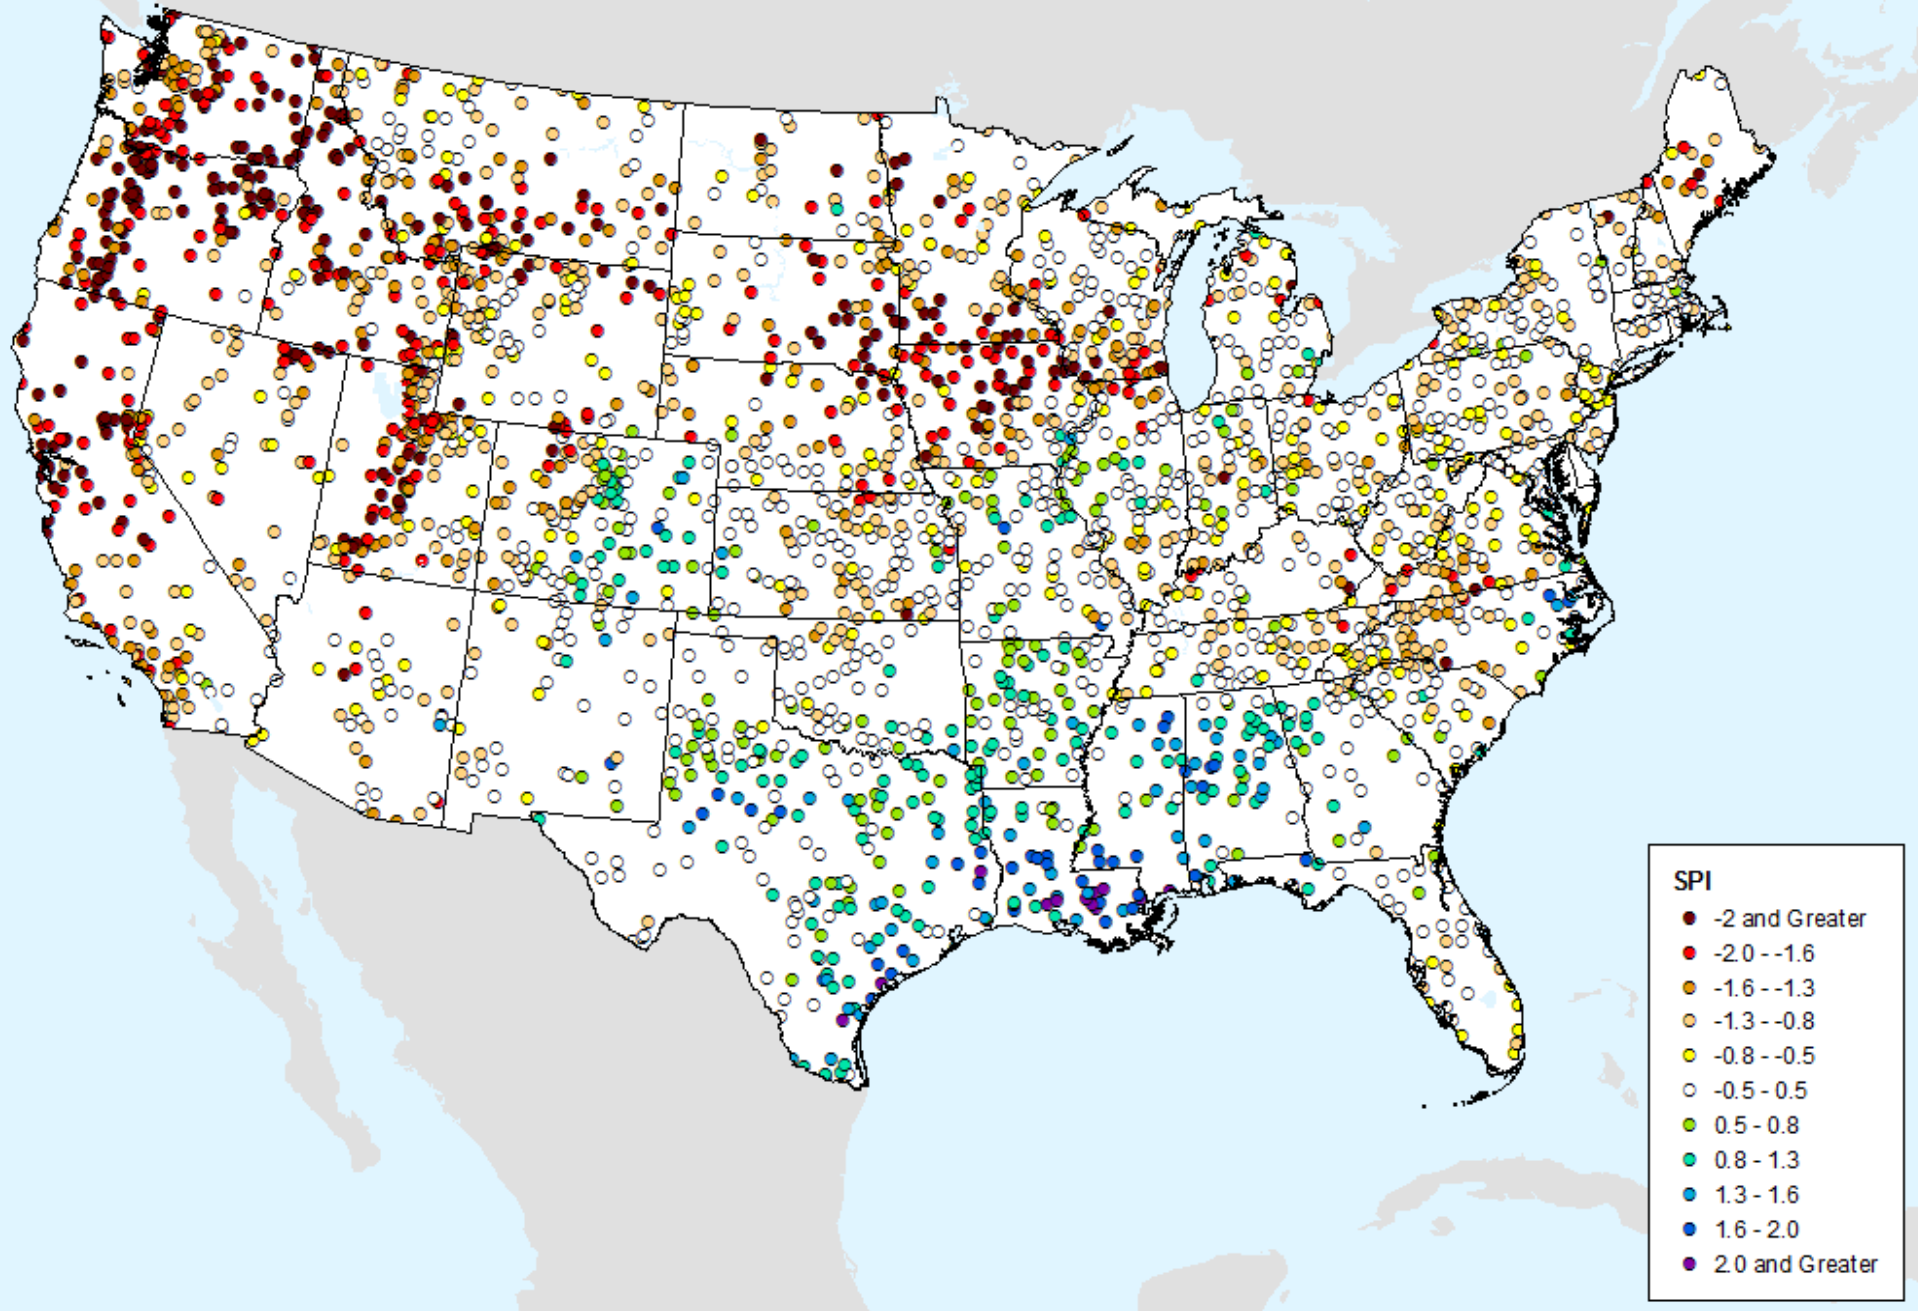 SPI
-2 and Greater
-2.0 - -1.6
-1.6 - -1.3
-1.3 - -0.8
-0.8 - -0.5
-0.5 - 0.5
0.5 - 0.8
0.8 - 1.3
1.3 - 1.6
1.6 - 2.0
2.0 and Greater